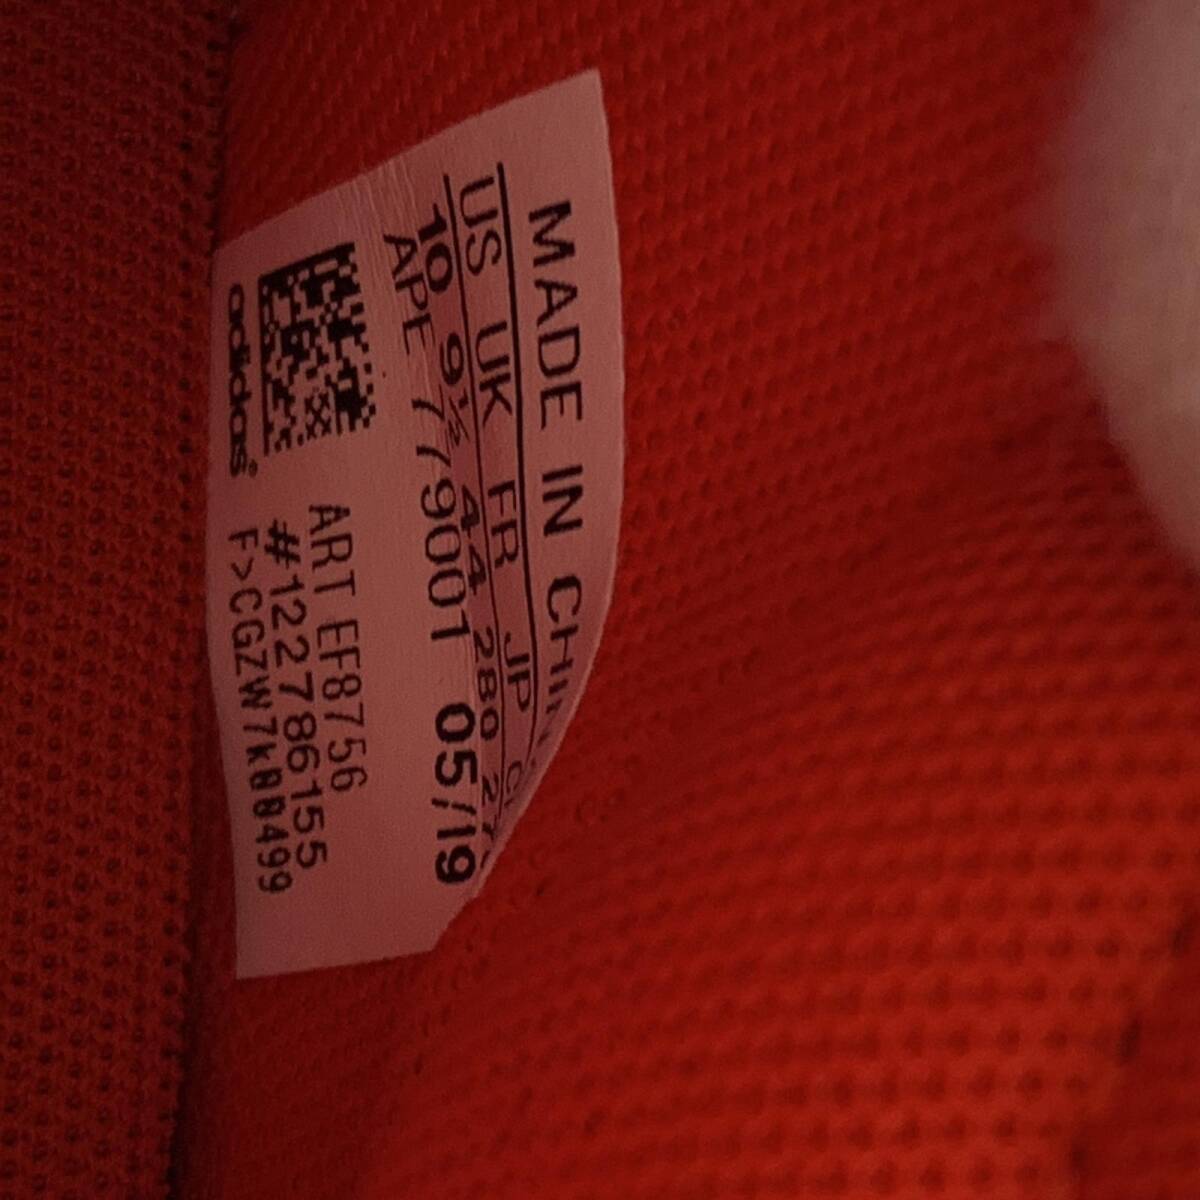 MADE IN
US UK FR JP
10 9½ 44 280
APE 779001 05/19
ART EF8756
#122786155
F>CGZW7K00499
adidas